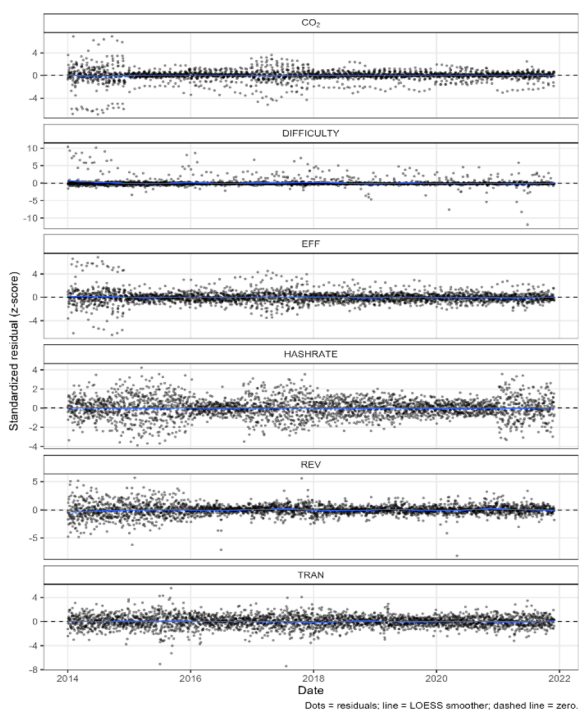 CO₂
4
0
-4
DIFFICULTY
10
5
0
-5
-10
EFF
4
0
-4
HASHRATE
4
2
0
-2
-4
REV
5
0
-5
TRAN
4
0
-4
-8
Standardized residual (z-score)
2014 2016 2018 2020 2022
Date
Dots = residuals; line = LOESS smoother; dashed line = zero.